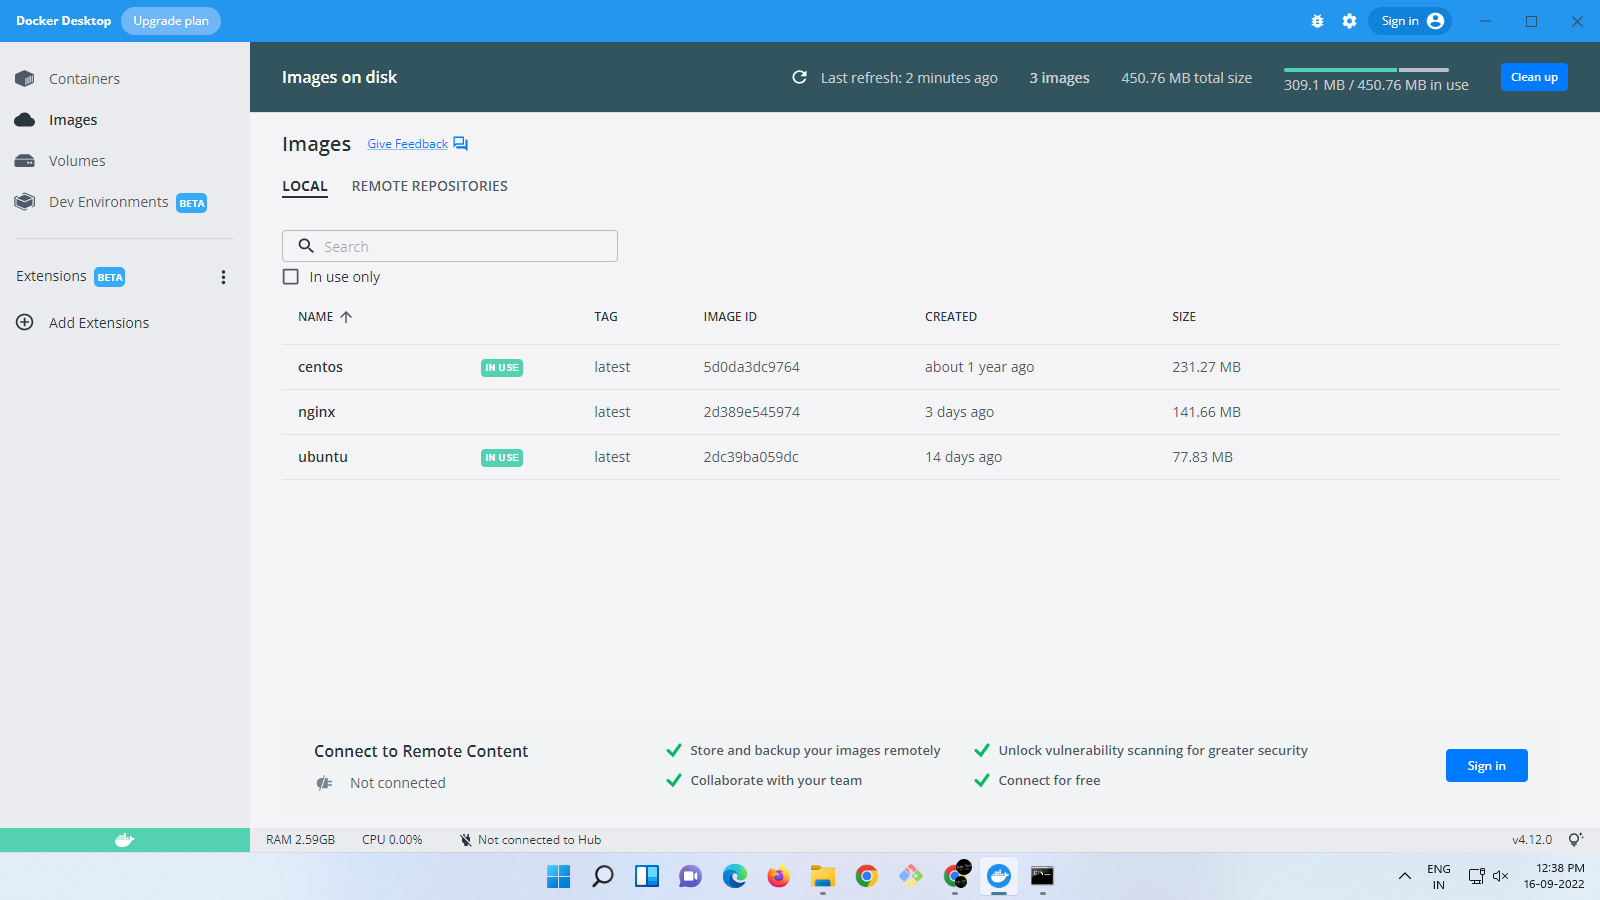 Docker Desktop Upgrade plan Sign in
Containers
Images
Volumes
Dev Environments BETA
Extensions BETA
Add Extensions
Images on disk Last refresh: 2 minutes ago 3 images 450.76 MB total size 309.1 MB / 450.76 MB in use Clean up
Images Give Feedback
LOCAL REMOTE REPOSITORIES
Search
In use only
NAME TAG IMAGE ID CREATED SIZE
centos IN USE latest 5d0da3dc9764 about 1 year ago 231.27 MB
nginx latest 2d389e545974 3 days ago 141.66 MB
ubuntu IN USE latest 2dc39ba059dc 14 days ago 77.83 MB
Connect to Remote Content
Not connected
Store and backup your images remotely
Collaborate with your team
Unlock vulnerability scanning for greater security
Connect for free
Sign in
RAM 2.59GB CPU 0.00% Not connected to Hub v4.12.0
ENG
IN
12:38 PM
16-09-2022